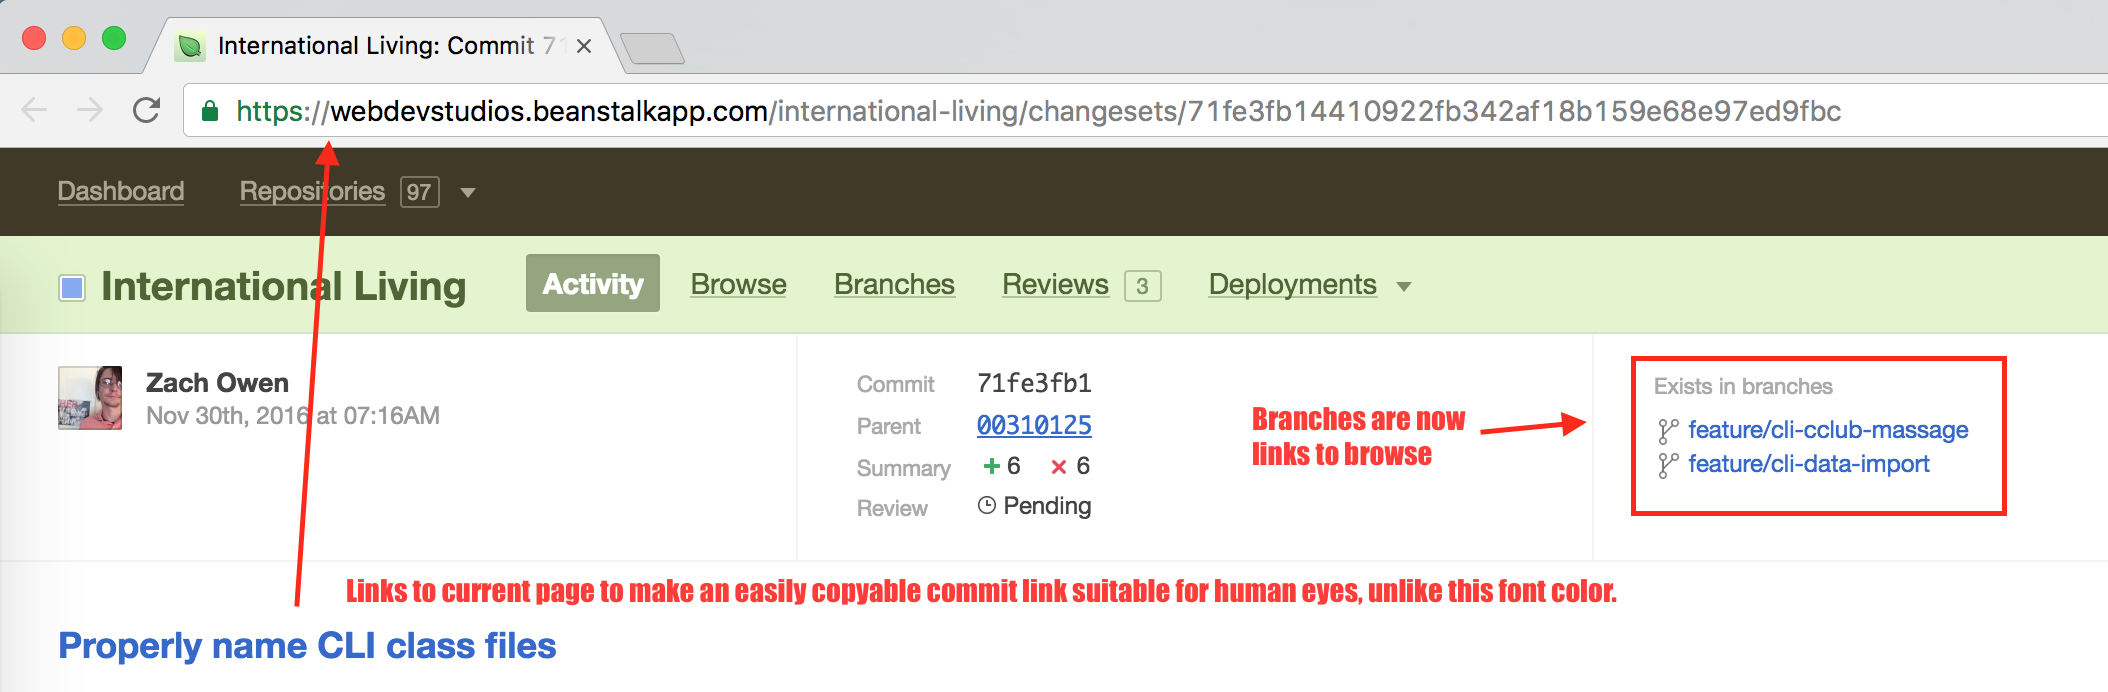 International Living: Commit 71
https://webdevstudios.beanstalkapp.com/international-living/changesets/71fe3fb14410922fb342af18b159e68e97ed9fbc
Dashboard Repositories 97
International Living Activity Browse Branches Reviews 3 Deployments
Zach Owen
Nov 30th, 2016 at 07:16AM
Commit 71fe3fb1
Parent 00310125
Summary +6 ×6
Review Pending
Branches are now
links to browse
Exists in branches
feature/cli-cclub-massage
feature/cli-data-import
Links to current page to make an easily copyable commit link suitable for human eyes, unlike this font color.
Properly name CLI class files